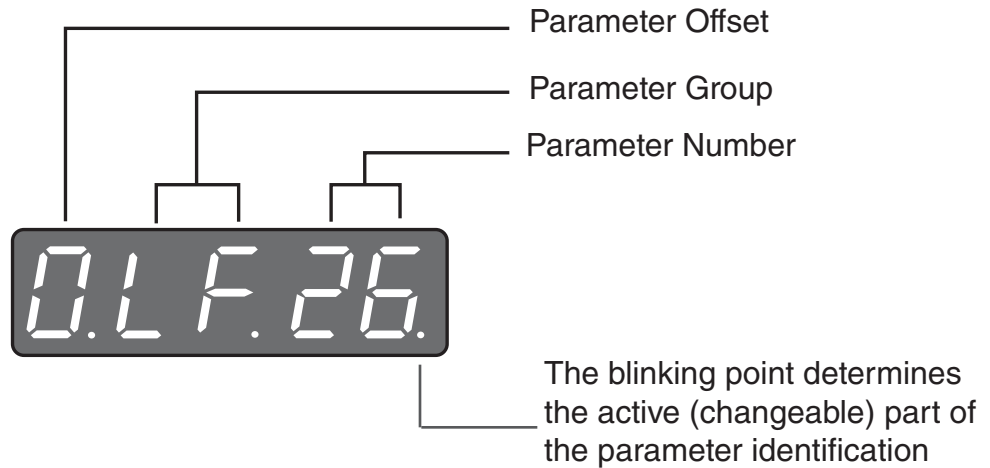 Parameter Offset
Parameter Group
Parameter Number
0.LF.26.
The blinking point determines
the active (changeable) part of
the parameter identification